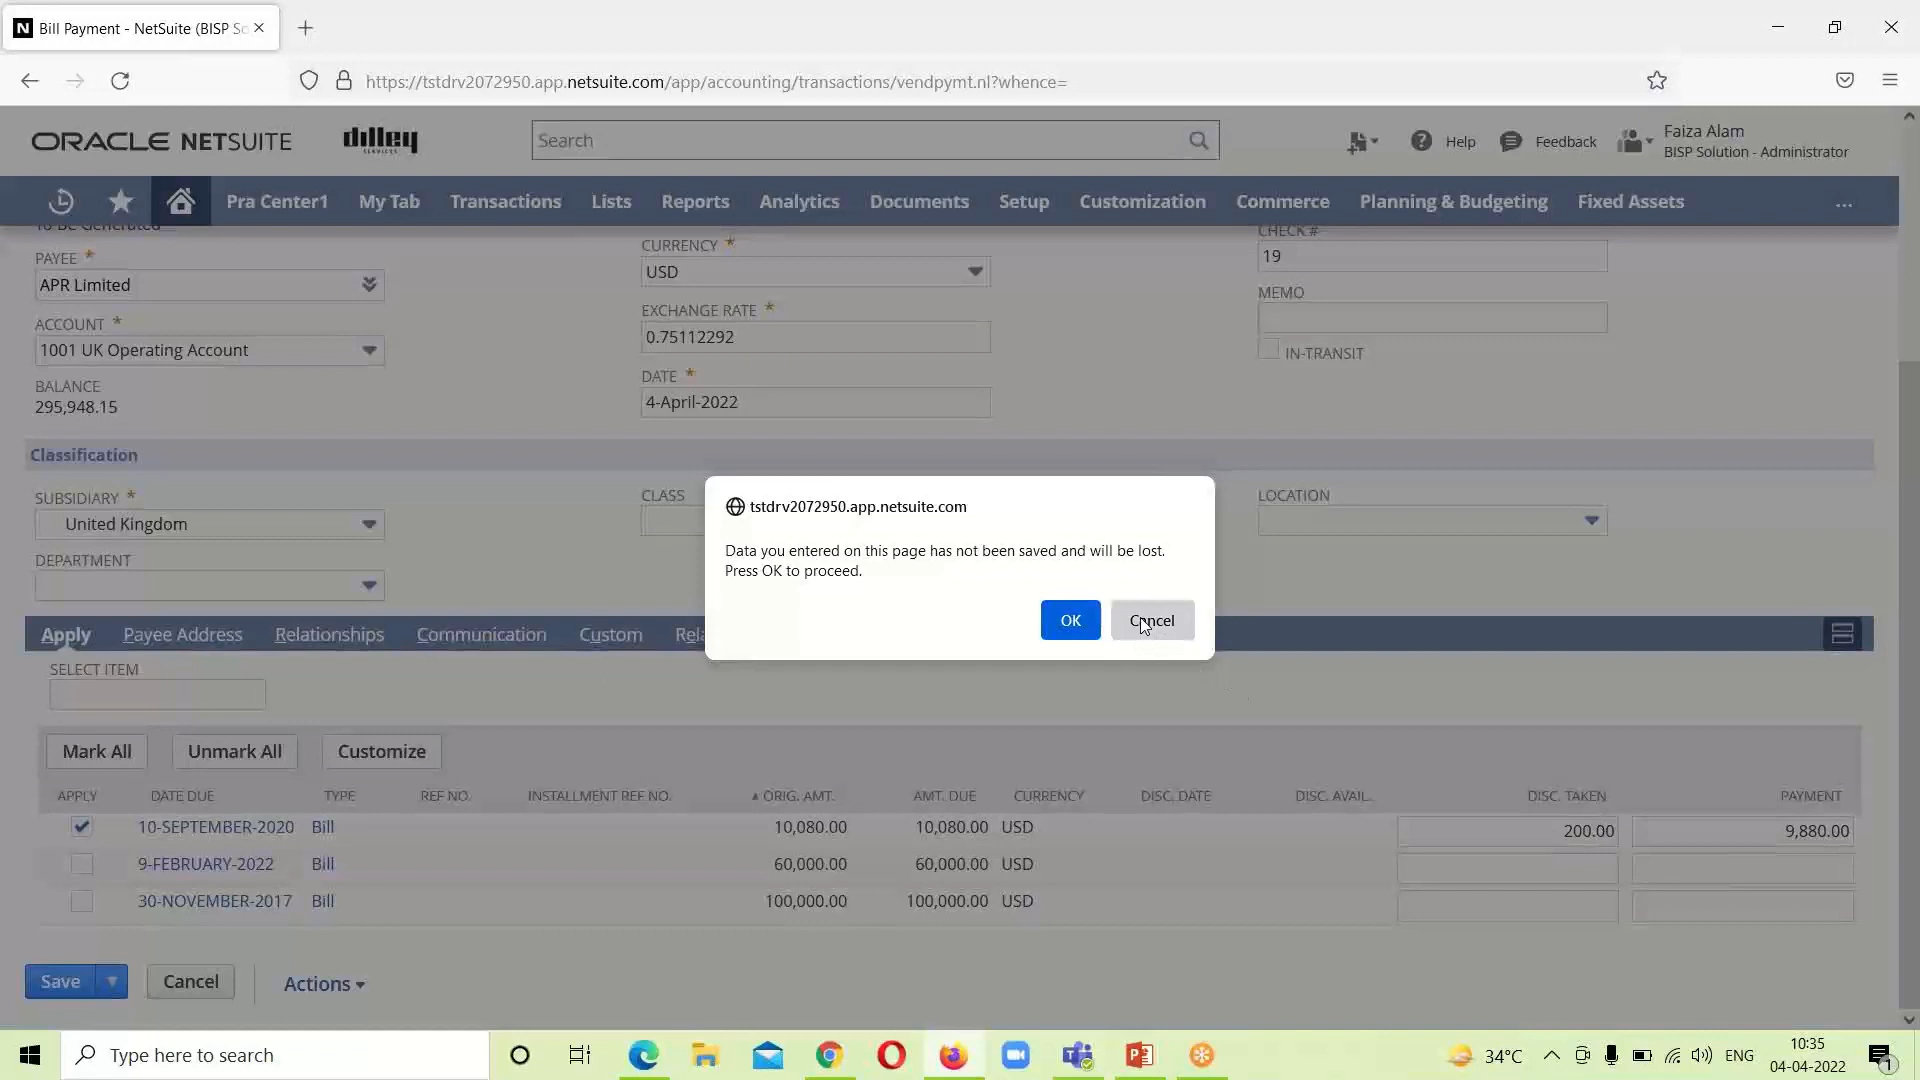 Bill Payment - NetSuite (BISP So
https://tstdrv2072950.app.netsuite.com/app/accounting/transactions/vendpymt.nl?whence=
ORACLE NETSUITE
dilley
SERVICES
Search
Help
Feedback
Faiza Alam
BISP Solution - Administrator
Pra Center1
My Tab
Transactions
Lists
Reports
Analytics
Documents
Setup
Customization
Commerce
Planning & Budgeting
Fixed Assets
...
To Be Generated
PAYEE *
APR Limited
ACCOUNT *
1001 UK Operating Account
BALANCE
295,948.15
CURRENCY *
USD
EXCHANGE RATE *
0.75112292
DATE *
4-April-2022
CHECK #
19
MEMO
IN-TRANSIT
Classification
SUBSIDIARY *
United Kingdom
DEPARTMENT
CLASS
LOCATION
tstdrv2072950.app.netsuite.com
Data you entered on this page has not been saved and will be lost.
Press OK to proceed.
OK
Cancel
Apply
Payee Address
Relationships
Communication
Custom
Rela
SELECT ITEM
Mark All
Unmark All
Customize
APPLY DATE DUE TYPE REF NO. INSTALLMENT REF NO. ▲ ORIG. AMT. AMT. DUE CURRENCY DISC. DATE DISC. AVAIL. DISC. TAKEN PAYMENT
10-SEPTEMBER-2020 Bill 10,080.00 10,080.00 USD 200.00 9,880.00
9-FEBRUARY-2022 Bill 60,000.00 60,000.00 USD
30-NOVEMBER-2017 Bill 100,000.00 100,000.00 USD
Save
Cancel
Actions
Type here to search
34°C
ENG
10:35
04-04-2022
1